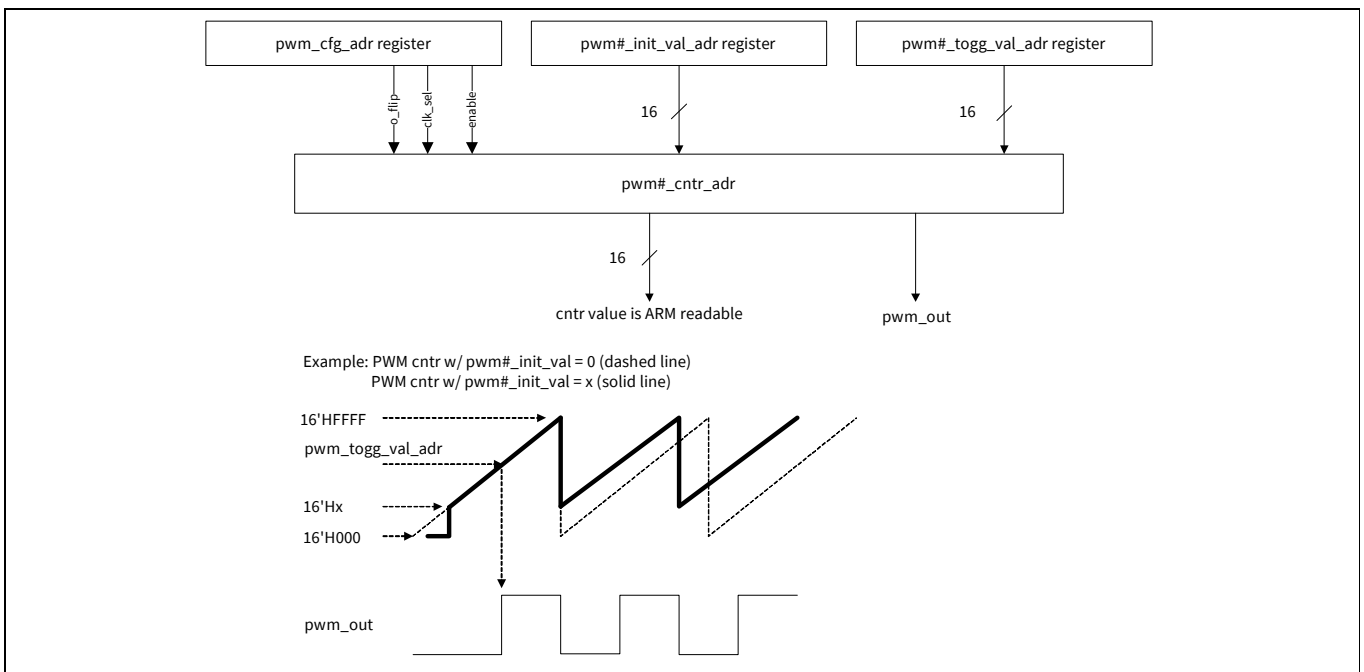 pwm_cfg_adr register
pwm#_init_val_adr register
pwm#_togg_val_adr register
o_flip
clk_sel
enable
16
16
pwm#_cntr_adr
16
cntr value is ARM readable
pwm_out
Example: PWM cntr w/ pwm#_init_val = 0 (dashed line)
PWM cntr w/ pwm#_init_val = x (solid line)
16'HFFFF
pwm_togg_val_adr
16'Hx
16'H000
pwm_out